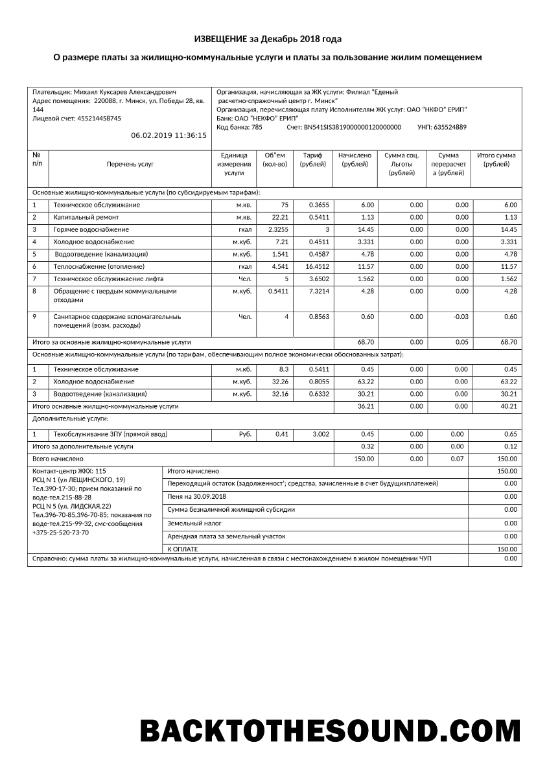 ИЗВЕЩЕНИЕ за Декабрь 2018 года
О размере платы за жилищно-коммунальные услуги и платы за пользование жилим помещением
Плательщик: Михаил Куксарев Александрович
Адрес помещения: 220088, г. Минск, ул. Победы 28, кв. 144
Лицевой счет: 455214458745
06.02.2019 11:36:15
Организация, начисляющая за ЖК услуги: Филиал "Еденый
расчетно-спражочный центр г. Минск"
Организация, перечисляющая плату Исполнителям ЖК услуг: ОАО "НКФО" ЕРИП"
Банк: ОАО "НЕКФО" ЕРИП"
Код банка: 785 Счет: BN541SIS3819000000120000000 УНП: 635524889
№ п/п Перечень услуг Единица измерения услуги Об"ем (кол-во) Тариф (рублей) Начислено (рублей) Сумма соц. Льготы (рублей) Сумма перерасчет а (рублей) Итого сумма (рублей)
Основные жилищно-коммунальные услуги (по субсидируемым тарифам):
1 Техническое обслуживание м.кв. 75 0.3655 6.00 0.00 0.00 6.00
2 Капитальный ремонт м.кв. 22.21 0.5411 1.13 0.00 0.00 1.13
3 Горячее водоснабжение гкал 2.3255 3 14.45 0.00 0.00 14.45
4 Холодное водоснабжение м.куб. 7.21 0.5411 3.331 0.00 0.00 3.331
5 Водоотведение (канализация) м.куб. 1.541 0.4587 4.78 0.00 0.00 4.78
6 Теплоснабжение (отопление) гкал 4.541 16.4512 11.57 0.00 0.00 11.57
7 Техническое обслужижаение лифта Чел. 5 3.6502 1.562 0.00 0.00 1.562
8 Обращение с твердым коммунальными отходами м.куб. 0.5411 7.3214 4.28 0.00 0.00 4.28
9 Санитарное содержаие вспомагательныь помещений (возм. расходы) Чел. 4 0.8563 0.60 0.00 -0.03 0.60
Итого за основные жилищно-коммунальные услуги 68.70 0.00 0.05 68.70
Основные жилищно-коммунальные услуги (по тарифам, обеспечивающим полное экономически обоснованных затрат):
1 Техническое обслуживание м.кб. 8.3 0.5411 0.45 0.00 0.00 0.45
2 Холодное водоснабжение м.куб. 32.26 0.8055 63.22 0.00 0.00 63.22
3 Водоотведение (канализация) м.куб. 32.16 0.6332 30.21 0.00 0.00 30.21
Итого оснавные жилщно-коммунальные услуги 36.21 0.00 0.00 40.21
Дополнительные услуги:
1 Техобслуживание ЗПУ (прямой ввод) Руб. 0.41 3.002 0.45 0.00 0.00 0.65
Итого за дополнительные услуги 0.32 0.00 0.00 0.12
Всего начислено 150.00 0.00 0.07 150.00
Контакт-центр ЖКХ: 115
РСЦ N 1 (ул ЛЕЩИНСКОГО, 19)
Тел.390-17-30; прием показаний по
воде-тел.215-88-28
РСЦ N 5 (ул. ЛИДСКАЯ,22)
Тел.396-70-85.396-70-85; показания по
воде-тел.215-99-32, смс-сообщения
+375-25-520-73-70
Итого начислено 150.00
Переходящий остаток (задолженност'; средства, зачисленные в счет будущихплатежей) 0.00
Пеня на 30.09.2018 0.00
Сумма безналичной жилищной субсидии 0.00
Земельный налог 0.00
Арендная плата за земельный участок 0.00
К ОПЛАТЕ 150.00
Справочно: сумма платы за жилищно-коммунальные услуги, начисленная в связи с местонахождением в жилом помещении ЧУП 0.00
BACKTOTHESOUND.COM